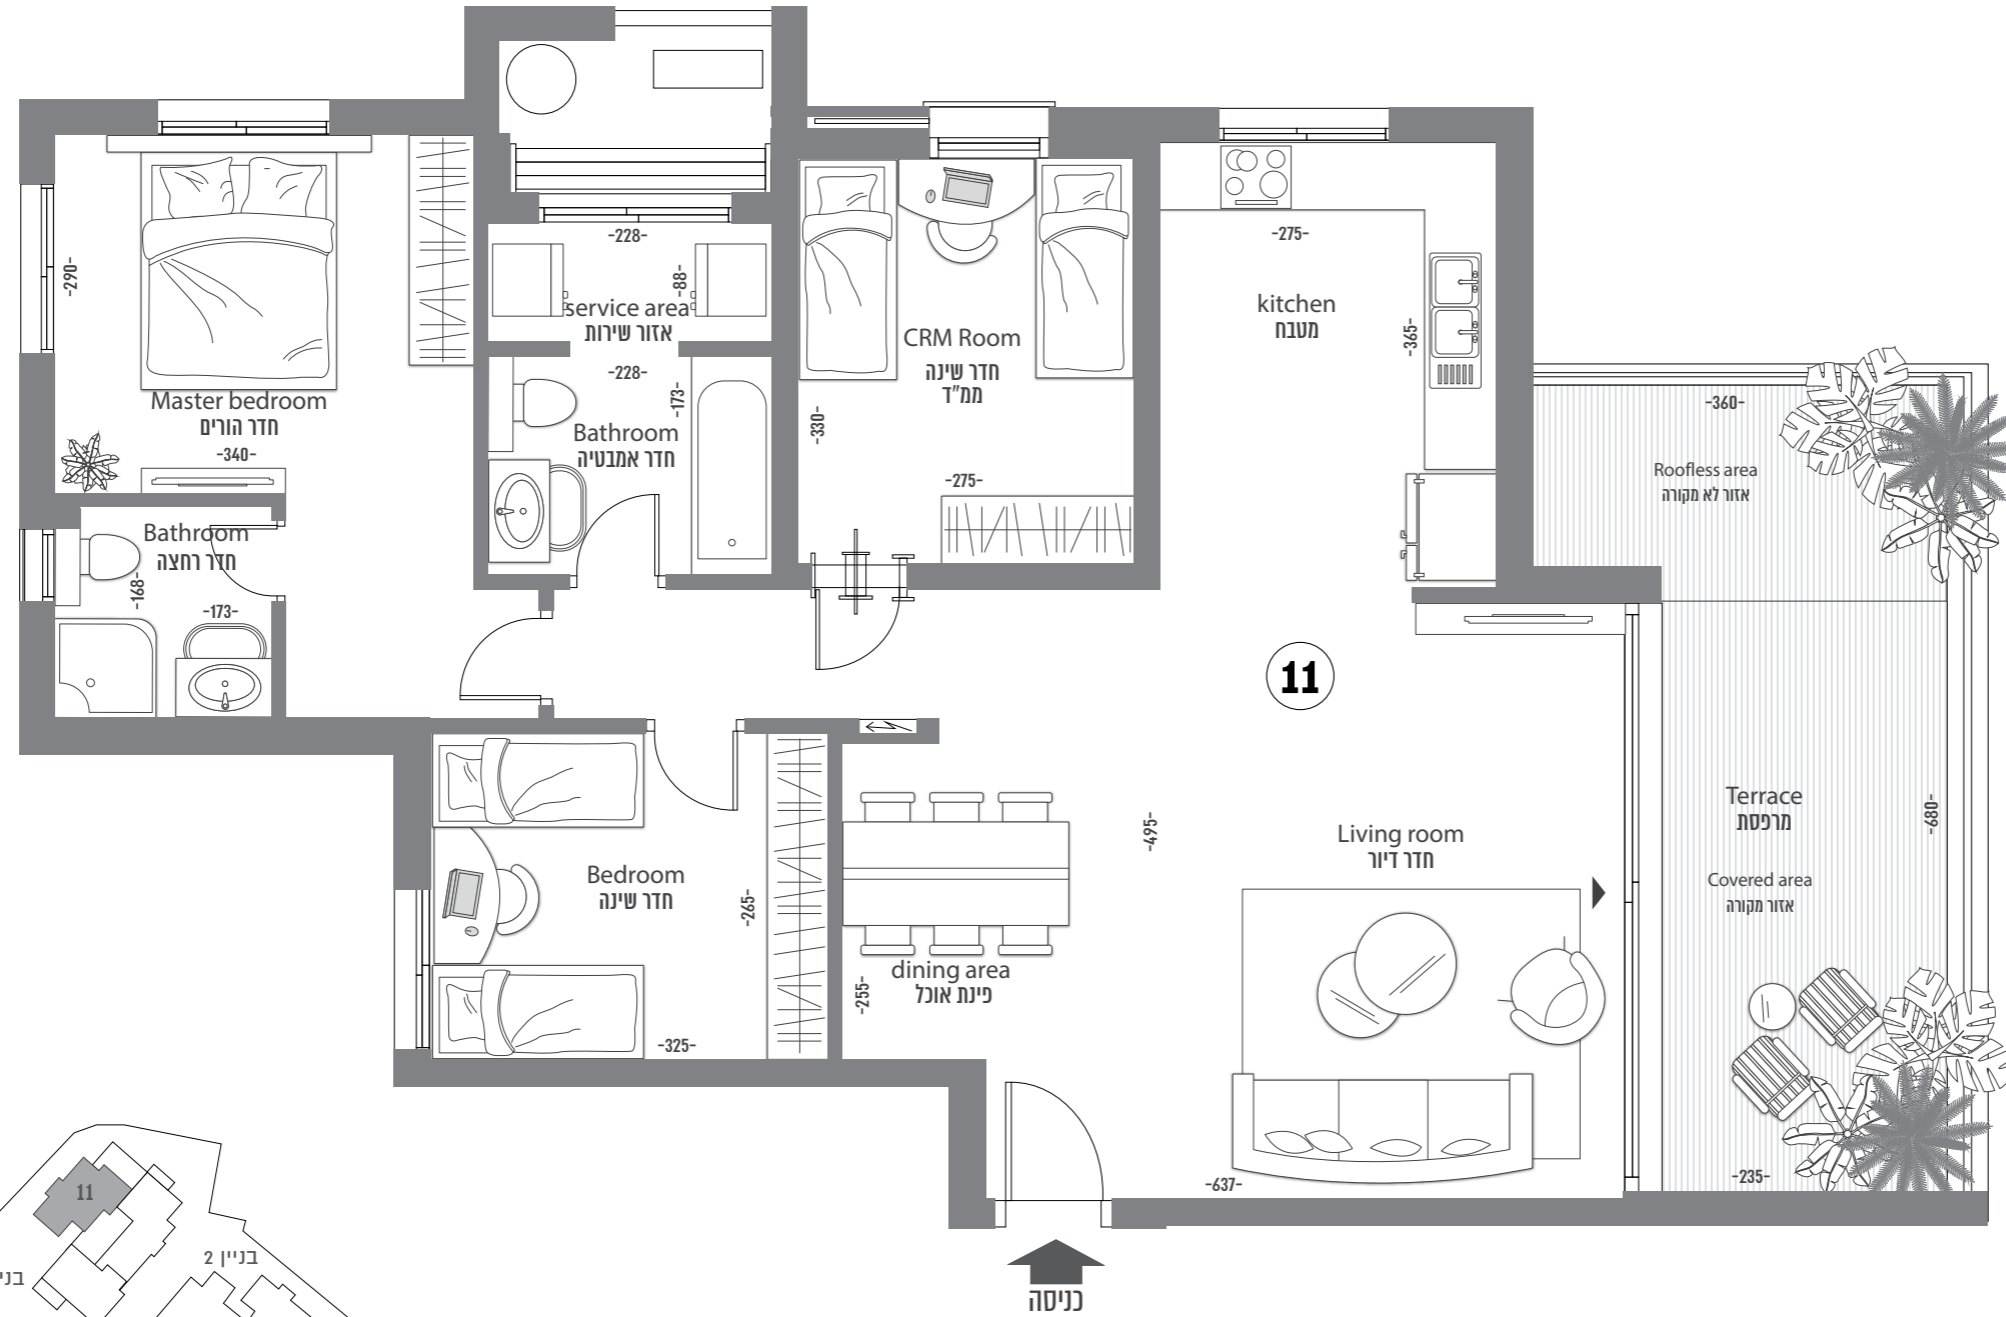 -228-
-88-
service area
אזור שירות
-290-
Master bedroom
חדר הורים
-340-
-228-
-173-
Bathroom
חדר אמבטיה
CRM Room
חדר שינה
ממ"ד
-330-
-275-
-275-
kitchen
מטבח
-365-
-360-
Roofless area
אזור לא מקורה
Bathroom
חדר רחצה
-168-
-173-
11
Terrace
מרפסת
-680-
Covered area
אזור מקורה
-235-
-495-
Living room
חדר דיור
-637-
Bedroom
חדר שינה
-265-
-325-
dining area
פינת אוכל
-255-
כניסה
11
בניין 2
בני